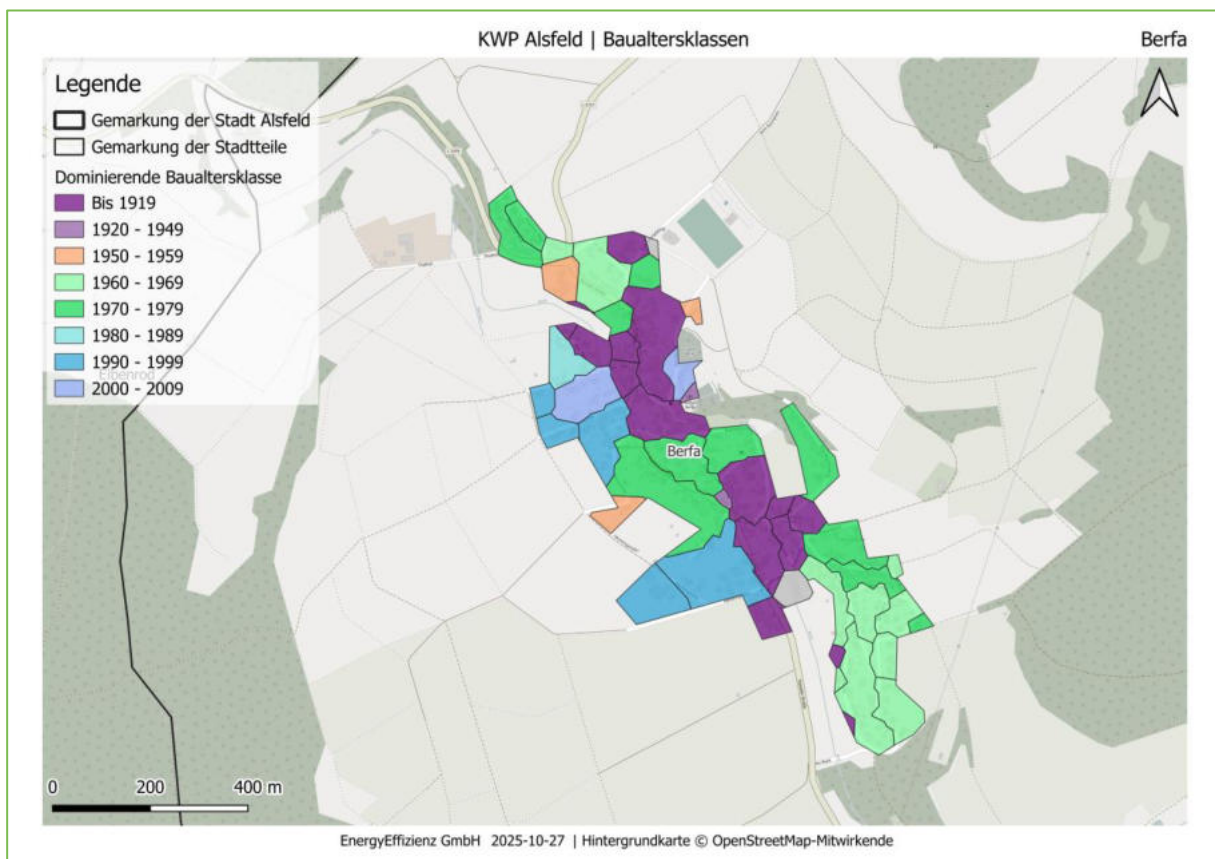 KWP Alsfeld | Baualtersklassen
Berfa
Legende
Gemarkung der Stadt Alsfeld
Gemarkung der Stadtteile
Dominierende Baualtersklasse
Bis 1919
1920 - 1949
1950 - 1959
1960 - 1969
1970 - 1979
1980 - 1989
1990 - 1999
2000 - 2009
Eibenrod
Berfa
0 200 400 m
EnergyEffizienz GmbH 2025-10-27 | Hintergrundkarte © OpenStreetMap-Mitwirkende